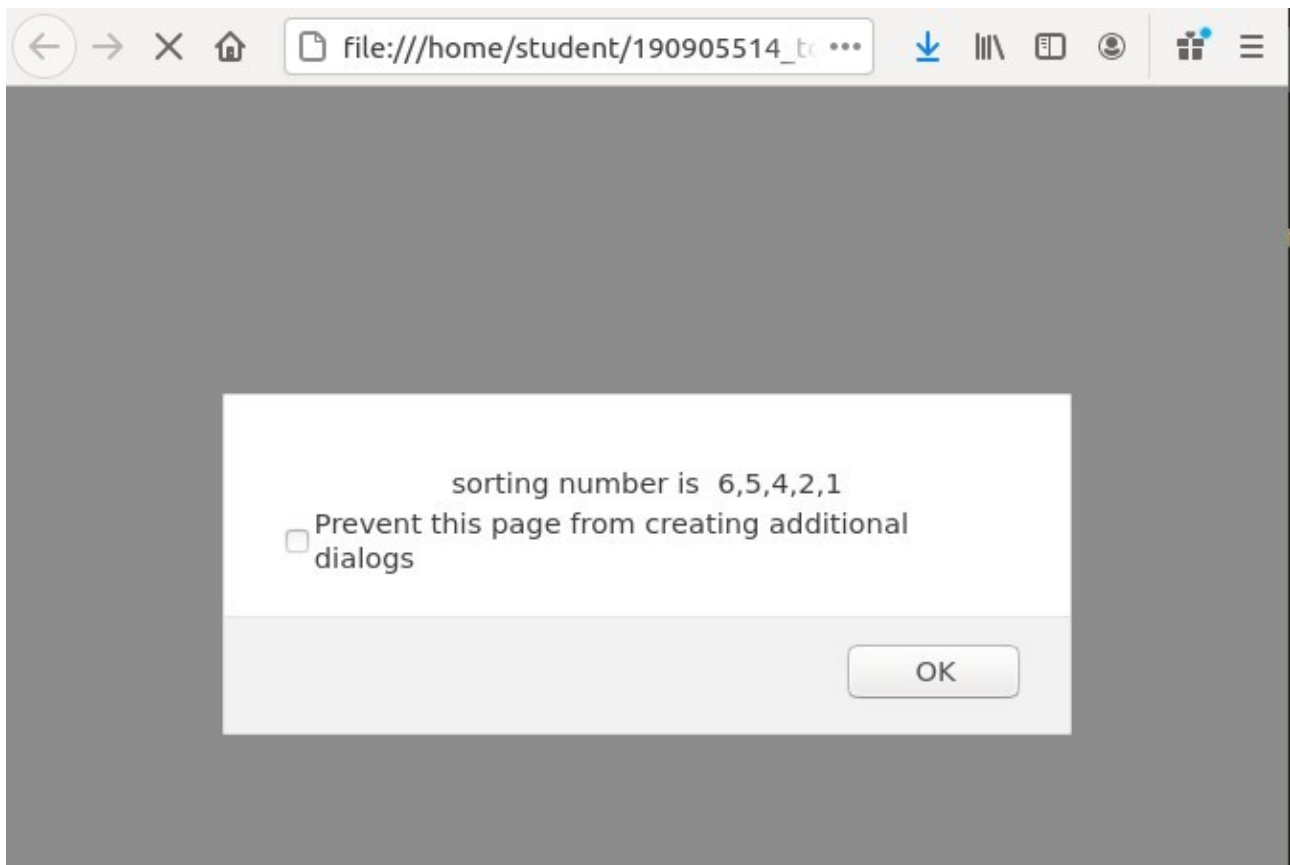 file:///home/student/190905514_t
sorting number is 6,5,4,2,1
Prevent this page from creating additional
dialogs
OK